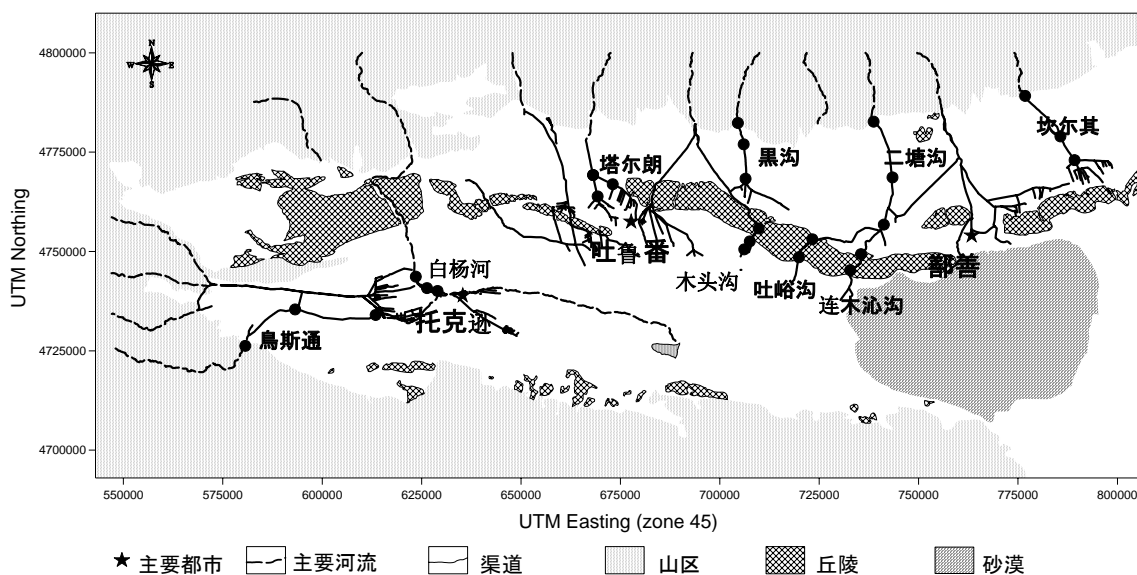 N
W E
S
4800000
4775000
4750000
4725000
4700000
UTM Northing
坎尔其
二塘沟
黒沟
塔尔朗
吐鲁番
木头沟
白杨河
鄯善
吐峪沟
连木沁沟
托克逊
鳥斯通
550000 575000 600000 625000 650000 675000 700000 725000 750000 775000 800000
UTM Easting (zone 45)
主要都市 主要河流 渠道 山区 丘陵 砂漠